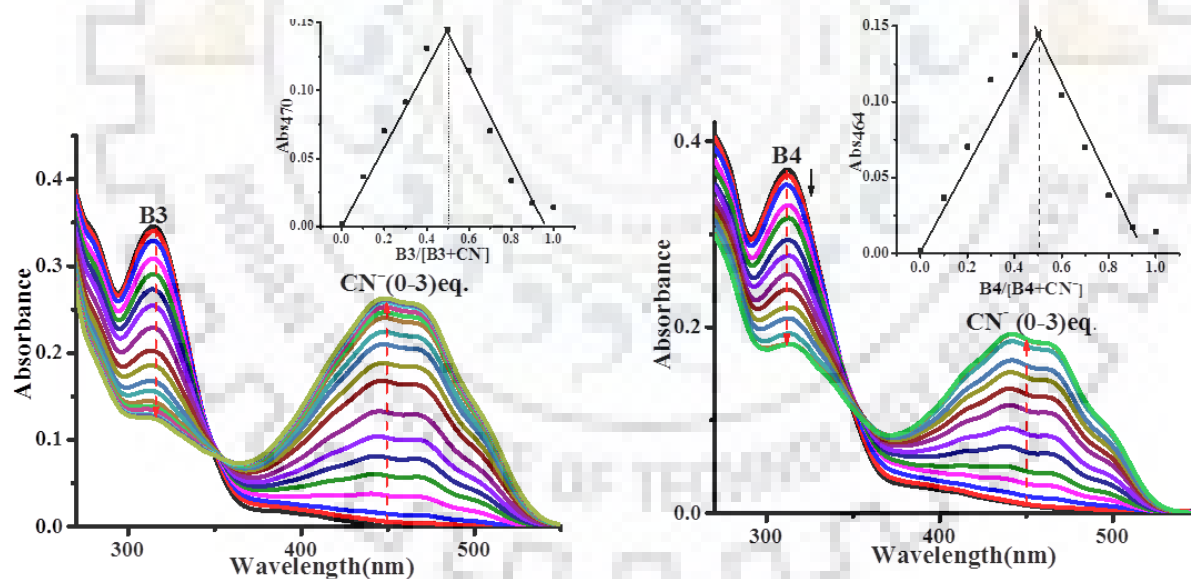 0.15
0.10
0.05
0.00
Abs470
0.0 0.2 0.4 0.6 0.8 1.0
B3/[B3+CN]
B3
CN⁻(0-3)eq.
0.4
0.3
0.2
0.1
0.0
Absorbance
300 450 500
Wavelength(nm)
0.15
0.10
0.05
0.00
Abs464
0.0 0.2 0.4 0.6 0.8 1.0
B4/[B4+CN⁻]
B4
CN⁻ (0-3)eq.
0.4
0.2
0.0
Absorbance
300 400 500
Wavelength(nm)